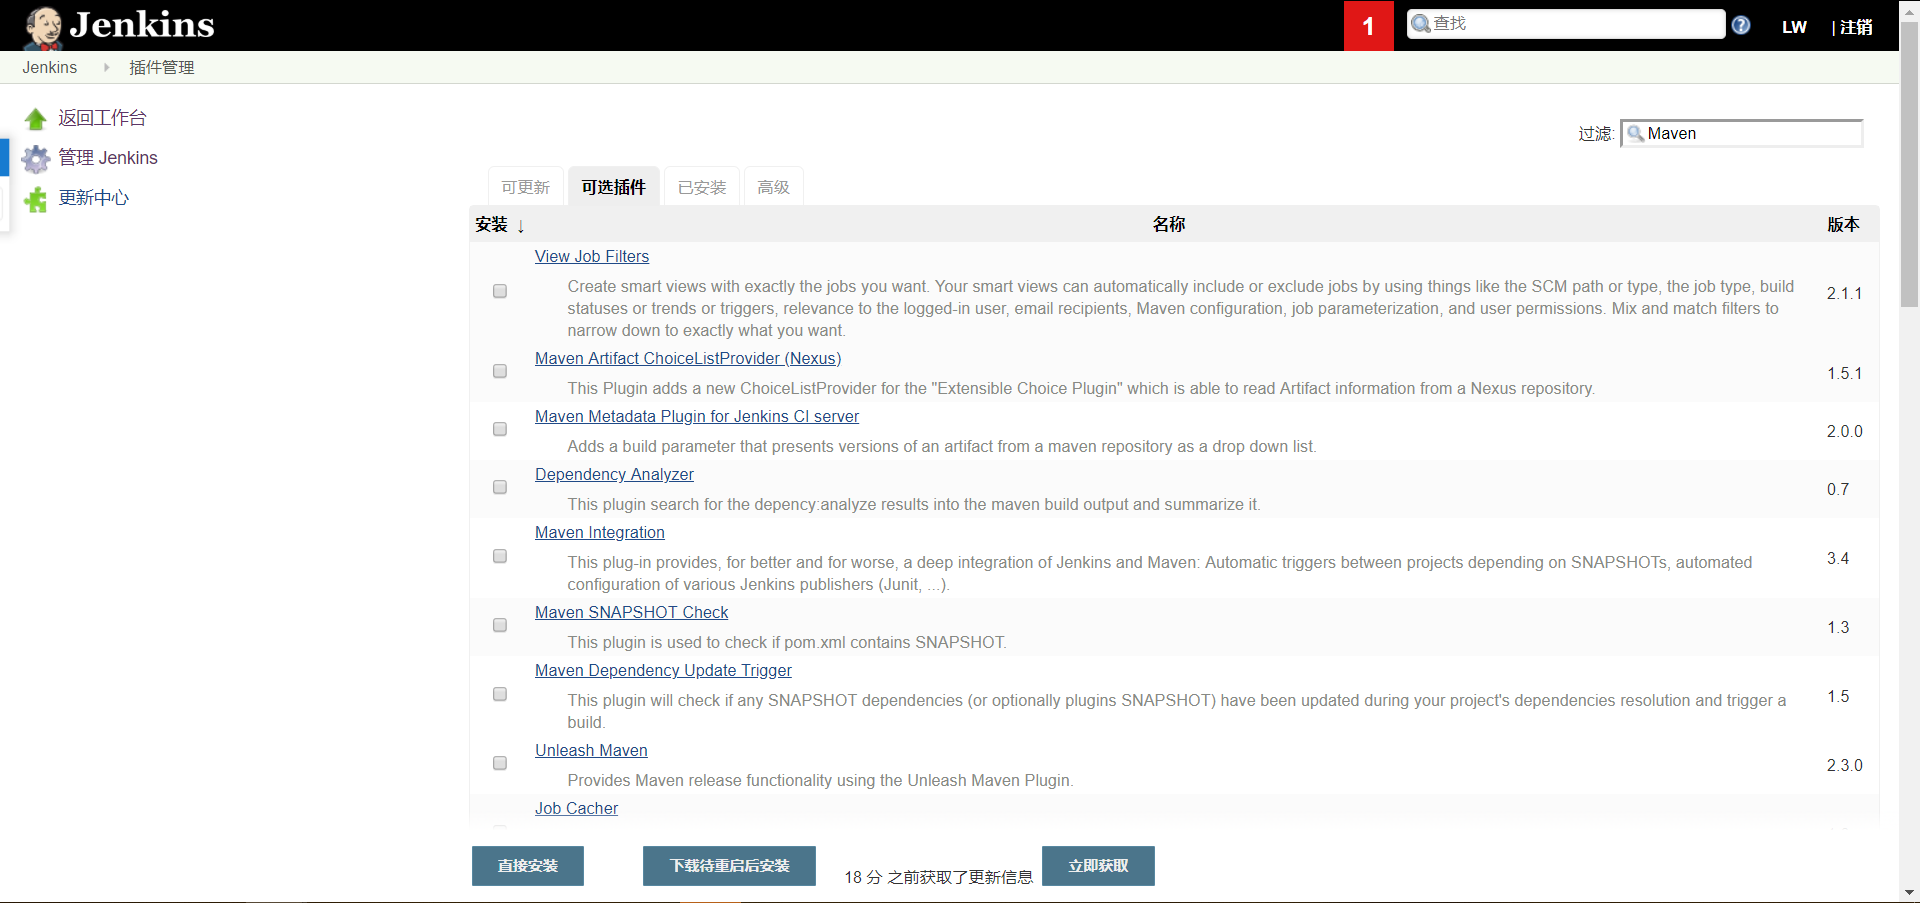 Jenkins
1
查找
LW
| 注销
Jenkins
插件管理
返回工作台
管理 Jenkins
更新中心
过滤:
Maven
可更新
可选插件
已安装
高级
安装 ↓
名称
版本
View Job Filters
Create smart views with exactly the jobs you want. Your smart views can automatically include or exclude jobs by using things like the SCM path or type, the job type, build
statuses or trends or triggers, relevance to the logged-in user, email recipients, Maven configuration, job parameterization, and user permissions. Mix and match filters to
narrow down to exactly what you want.
2.1.1
Maven Artifact ChoiceListProvider (Nexus)
This Plugin adds a new ChoiceListProvider for the "Extensible Choice Plugin" which is able to read Artifact information from a Nexus repository.
1.5.1
Maven Metadata Plugin for Jenkins CI server
Adds a build parameter that presents versions of an artifact from a maven repository as a drop down list.
2.0.0
Dependency Analyzer
This plugin search for the depency:analyze results into the maven build output and summarize it.
0.7
Maven Integration
This plug-in provides, for better and for worse, a deep integration of Jenkins and Maven: Automatic triggers between projects depending on SNAPSHOTs, automated
configuration of various Jenkins publishers (Junit, ...).
3.4
Maven SNAPSHOT Check
This plugin is used to check if pom.xml contains SNAPSHOT.
1.3
Maven Dependency Update Trigger
This plugin will check if any SNAPSHOT dependencies (or optionally plugins SNAPSHOT) have been updated during your project's dependencies resolution and trigger a
build.
1.5
Unleash Maven
Provides Maven release functionality using the Unleash Maven Plugin.
2.3.0
Job Cacher
直接安装
下载待重启后安装
18 分 之前获取了更新信息
立即获取